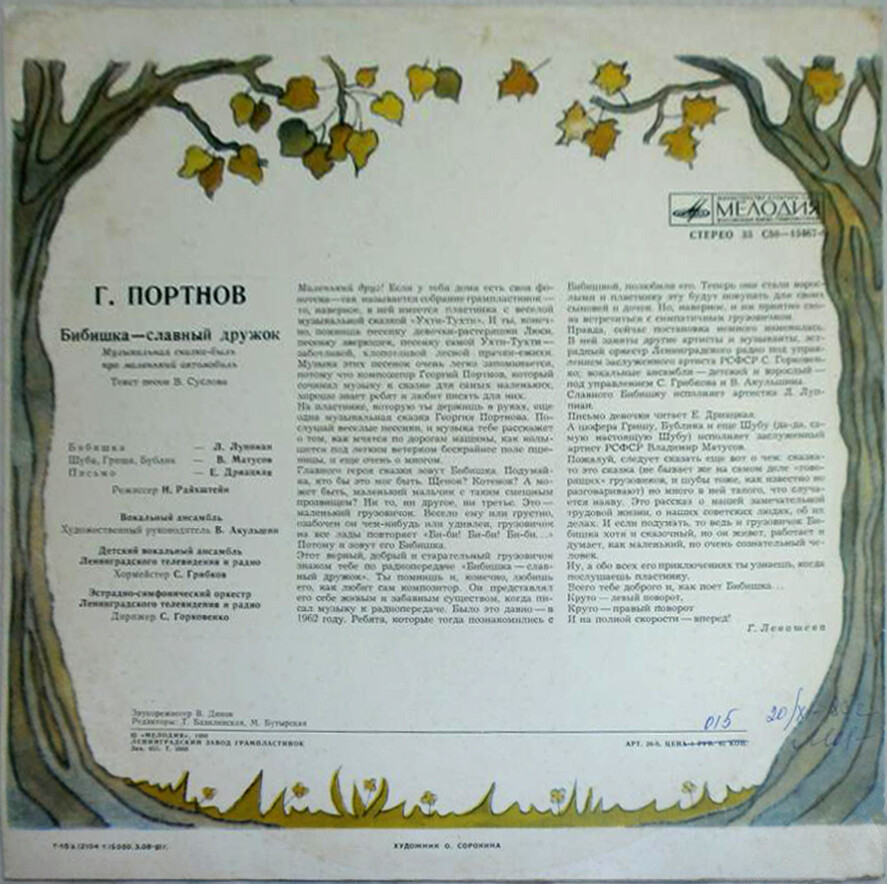 МЕЛОДИЯ
СТЕРЕО 33 С50—15467-
Г. ПОРТНОВ
Бибишка—славный дружок
Музыкальная сказка-быль
про маленький автомобиль
Текст песен В. Суслова
Бибишка — Л. Лупиан
Шуба, Гриша, Бублик — В. Матусов
Письмо — Е. Дриацкая
Режиссер И. Райхштейн
Вокальный ансамбль
Художественный руководитель В. Акульшин
Детский вокальный ансамбль
Ленинградского телевидения и радио
Хормейстер С. Грибков
Эстрадно-симфонический оркестр
Ленинградского телевидения и радио
Дирижер С. Горковенко
Маленький друг! Если у тебя дома есть своя фо-
нотека—так называется собрание грампластинок—
то, наверное, в ней имеется пластинка с веселой
музыкальной сказкой «Ухти-Тухти». И ты, конеч-
но, помнишь песенку девочки-растеряшки Люси,
песенку зверюшек, песенку самой Ухти-Тухти—
заботливой, хлопотливой лесной прачки-ежихи.
Музыка этих песенок очень легко запоминается,
потому что композитор Георгий Портнов, который
сочинил музыку к сказке для самых маленьких,
хорошо знает ребят и любит писать для них.
На пластинке, которую ты держишь в руках, еще
одна музыкальная сказка Георгия Портнова. По-
слушай веселые песенки, и музыка тебе расскажет
о том, как мчатся по дорогам машины, как колы-
шется под легким ветерком бескрайнее поле пше-
ницы, и еще очень о многом.
Главного героя сказки зовут Бибишка. Подумай-
ка, кто бы это мог быть. Щенок? Котенок? А мо-
жет быть, маленький мальчик с таким смешным
прозвищем? Ни то, ни другое, ни третье. Это—
маленький грузовичок. Весело ему или грустно,
озабочен он чем-нибудь или удивлен, грузовичок
на все лады повторяет «Би-би! Би-би! Би-би...»
Потому и зовут его Бибишка.
Этот верный, добрый и старательный грузовичок
знаком тебе по радиопередаче «Бибишка — слав-
ный дружок». Ты помнишь и, конечно, любишь
его, как любит сам композитор. Он представлял
его себе живым и забавным существом, когда пи-
сал музыку к радиопередаче. Было это давно—в
1962 году. Ребята, которые тогда познакомились с
Бибишкой, полюбили его. Теперь они стали взрос-
лыми и пластинку эту будут покупать для своих
сыновей и дочек. Но, наверное, и им приятно сно-
ва встретиться с симпатичным грузовичком.
Правда, сейчас постановка немного изменилась.
В ней заняты другие артисты и музыканты, эст-
радный оркестр Ленинградского радио под управ-
лением заслуженного артиста РСФСР С. Горковен-
ко; вокальные ансамбли—детский и взрослый—
под управлением С. Грибкова и В. Акульшина.
Славного Бибишку исполняет артистка Л. Луп-
пиан.
Письмо девочки читает Е. Дриацкая.
А шофера Гришу, Бублика и еще Шубу (да-да, са-
мую настоящую Шубу) исполняет заслуженный
артист РСФСР Владимир Матусов.
Пожалуй, следует сказать еще вот о чем: сказка-
то это сказка (не бывает же на самом деле «гово-
рящих» грузовиков, и шубы тоже, как известно не
разговаривают) но много в ней такого, что случа-
ется наяву. Это рассказ о нашей замечательной
трудовой жизни, о наших советских людях, об их
делах. И если подумать, то ведь и грузовичок Би-
бишка хотя и сказочный, но он живет, работает и
думает, как маленький, но очень сознательный че-
ловек.
Ну, а обо всех его приключениях ты узнаешь, когда
послушаешь пластинку.
Всего тебе доброго и, как поет Бибишка...
Круто — левый поворот,
Круто—правый поворот
И на полной скорости—вперед!
Г. Левашева
Звукорежиссер В. Динов
Редакторы: Т. Базилевская, М. Бутырская
© «МЕЛОДИЯ», 1980
ЛЕНИНГРАДСКИЙ ЗАВОД ГРАМПЛАСТИНОК
015
20/XI-
ХУДОЖНИК О. СОРОКИНА